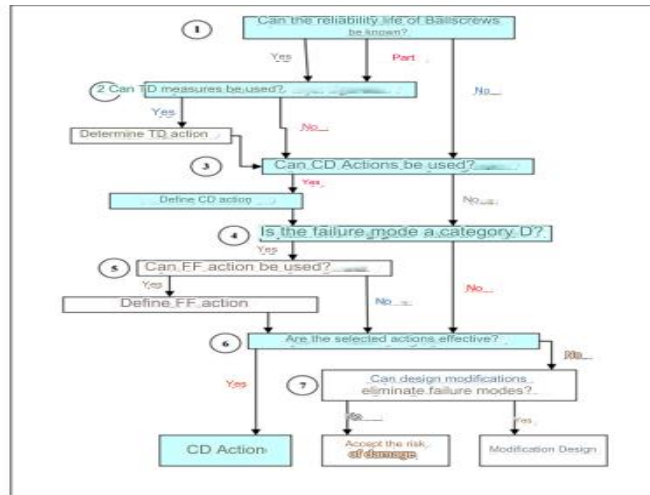 1
Can the reliability life of Ballscrews
be known?
Yes
Part
2 Can TD measures be used?
No
Yes
Determine TD action
No
3
Can CD Actions be used?
Yes
Define CD action
No
4
Is the failure mode a category D?
Yes
5
Can FF action be used?
Yes
No
No
Define FF action
6
Are the selected actions effective?
No
Yes
7
Can design modifications
eliminate failure modes?
No
Yes
CD Action
Accept the risk
of damage
Modification Design